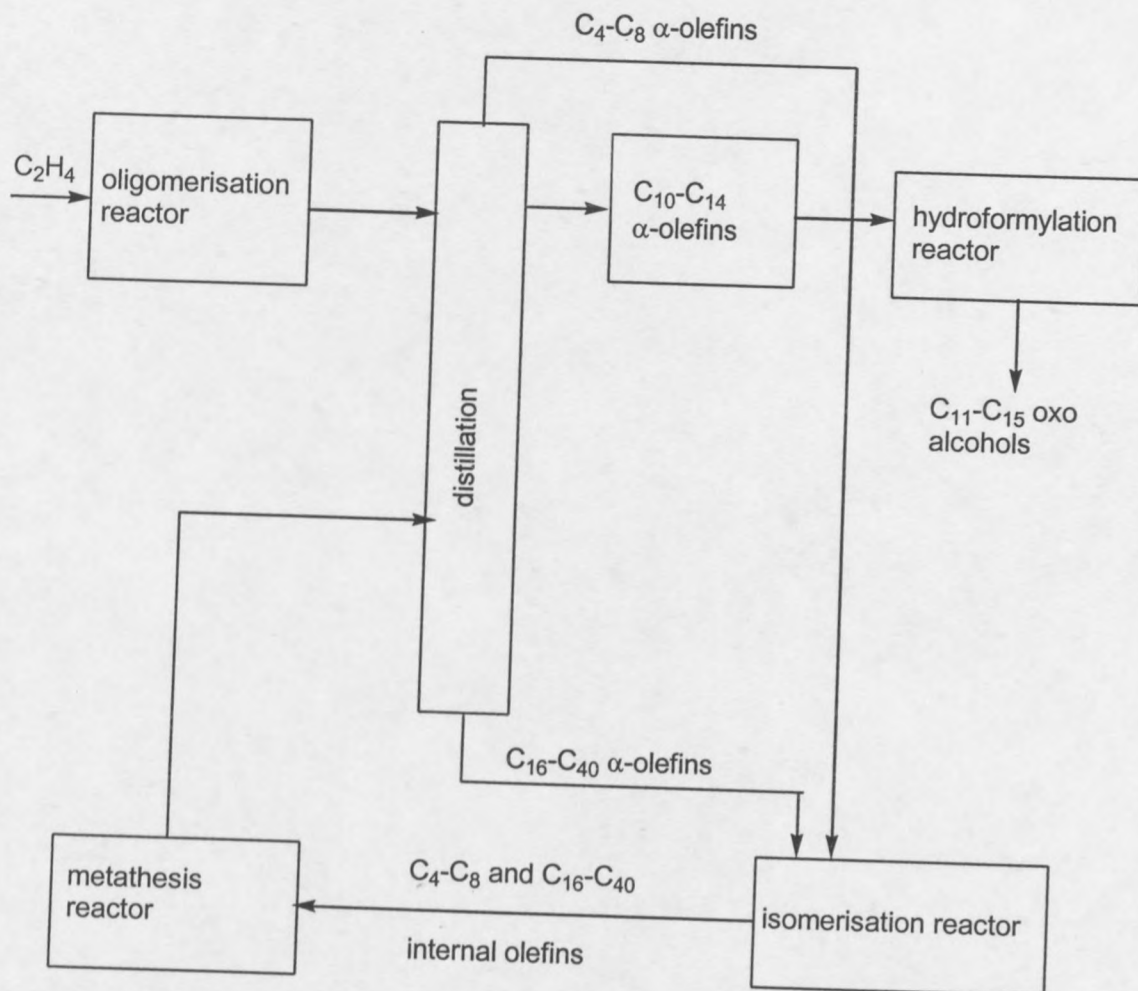 C₄-C₈ α-olefins
C₂H₄
oligomerisation
reactor
C₁₀-C₁₄
α-olefins
hydroformylation
reactor
C₁₁-C₁₅ oxo
alcohols
distillation
C₁₆-C₄₀ α-olefins
metathesis
reactor
C₄-C₈ and C₁₆-C₄₀
internal olefins
isomerisation reactor